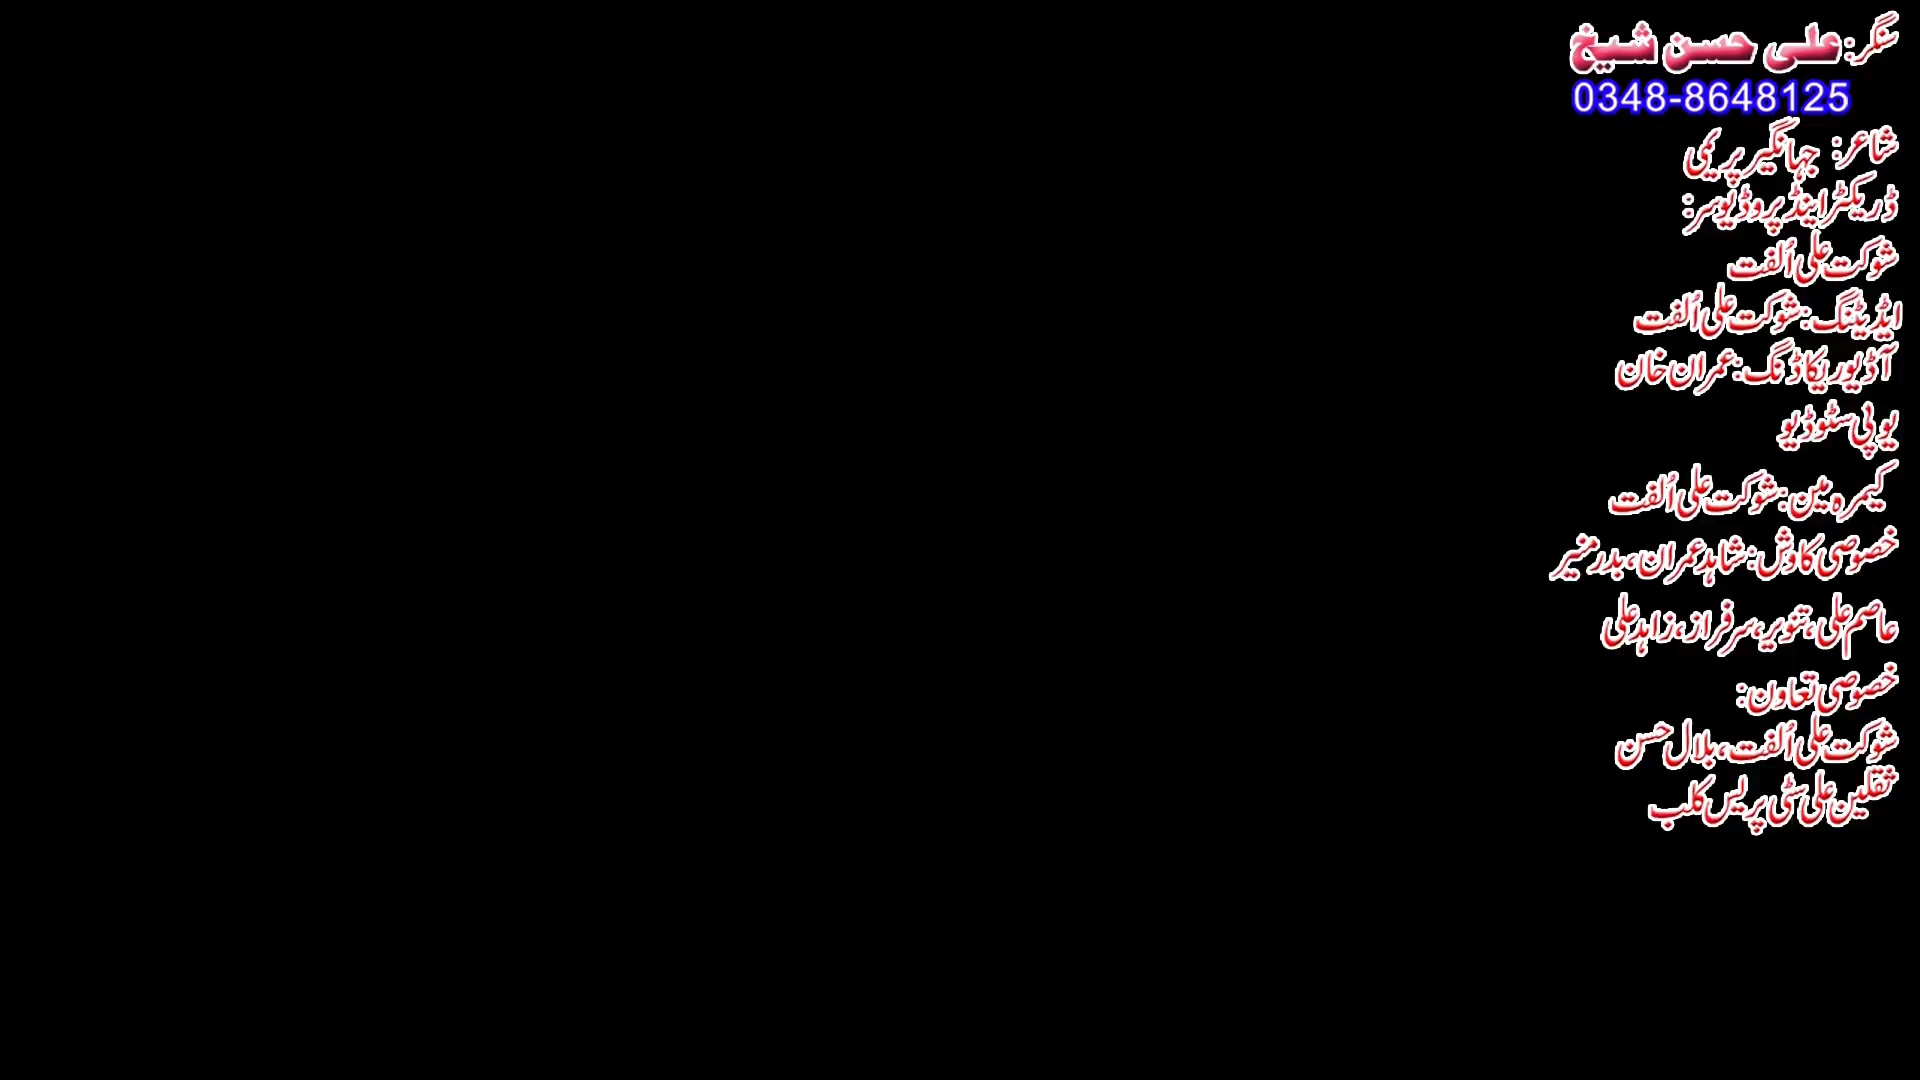 سنگر: علی حسن شیخ
0348-8648125
شاعر: جہانگیر پریمی
ڈریکٹر اینڈ پروڈیوسر:
شوکت علی اُلفت
ایڈیٹنگ: شوکت علی اُلفت
آڈیو ریکاڈنگ: عمران خان
یو پی سٹوڈیو
کیمرہ مین: شوکت علی اُلفت
خصوصی کاوش: شاہد عمران، بدر منیر
عاصم علی، تنویر، سرفراز، زاہد علی
خصوصی تعاون:
شوکت علی اُلفت، بلال حسن
ثقلین علی سٹی پریس کلب